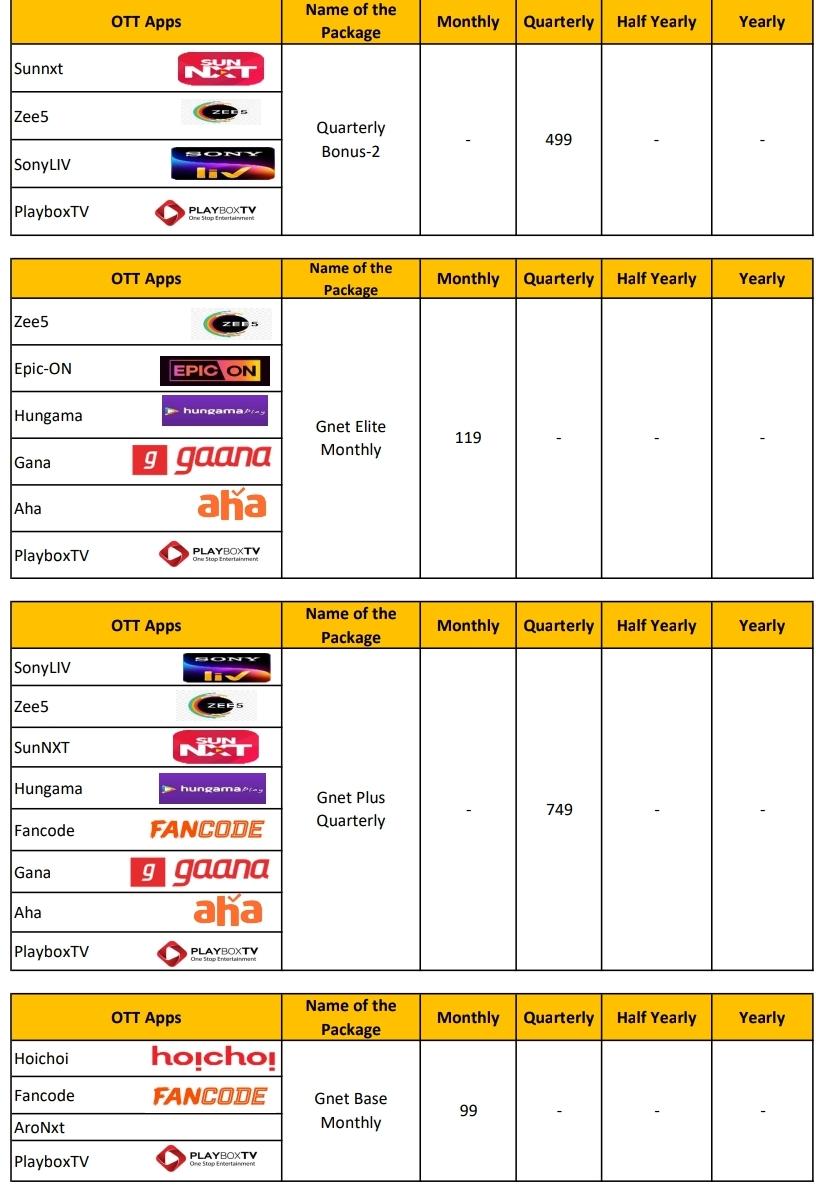 OTT Apps Name of the Package Monthly Quarterly Half Yearly Yearly
Sunnxt SUN NXT
Zee5 ZEE5
SonyLIV SONY liv
PlayboxTV PLAYBOXTV
One Stop Entertainment
Quarterly
Bonus-2
- 499 - -
OTT Apps Name of the Package Monthly Quarterly Half Yearly Yearly
Zee5 ZEE5
Epic-ON EPIC ON
Hungama hungama play
Gana g gaana
Aha aha
PlayboxTV PLAYBOXTV
One Stop Entertainment
Gnet Elite
Monthly
119 - - -
OTT Apps Name of the Package Monthly Quarterly Half Yearly Yearly
SonyLIV SONY liv
Zee5 ZEE5
SunNXT SUN NXT
Hungama hungama play
Fancode FANCODE
Gana g gaana
Aha aha
PlayboxTV PLAYBOXTV
One Stop Entertainment
Gnet Plus
Quarterly
- 749 - -
OTT Apps Name of the Package Monthly Quarterly Half Yearly Yearly
Hoichoi hoichoi
Fancode FANCODE
AroNxt
PlayboxTV PLAYBOXTV
One Stop Entertainment
Gnet Base
Monthly
99 - - -